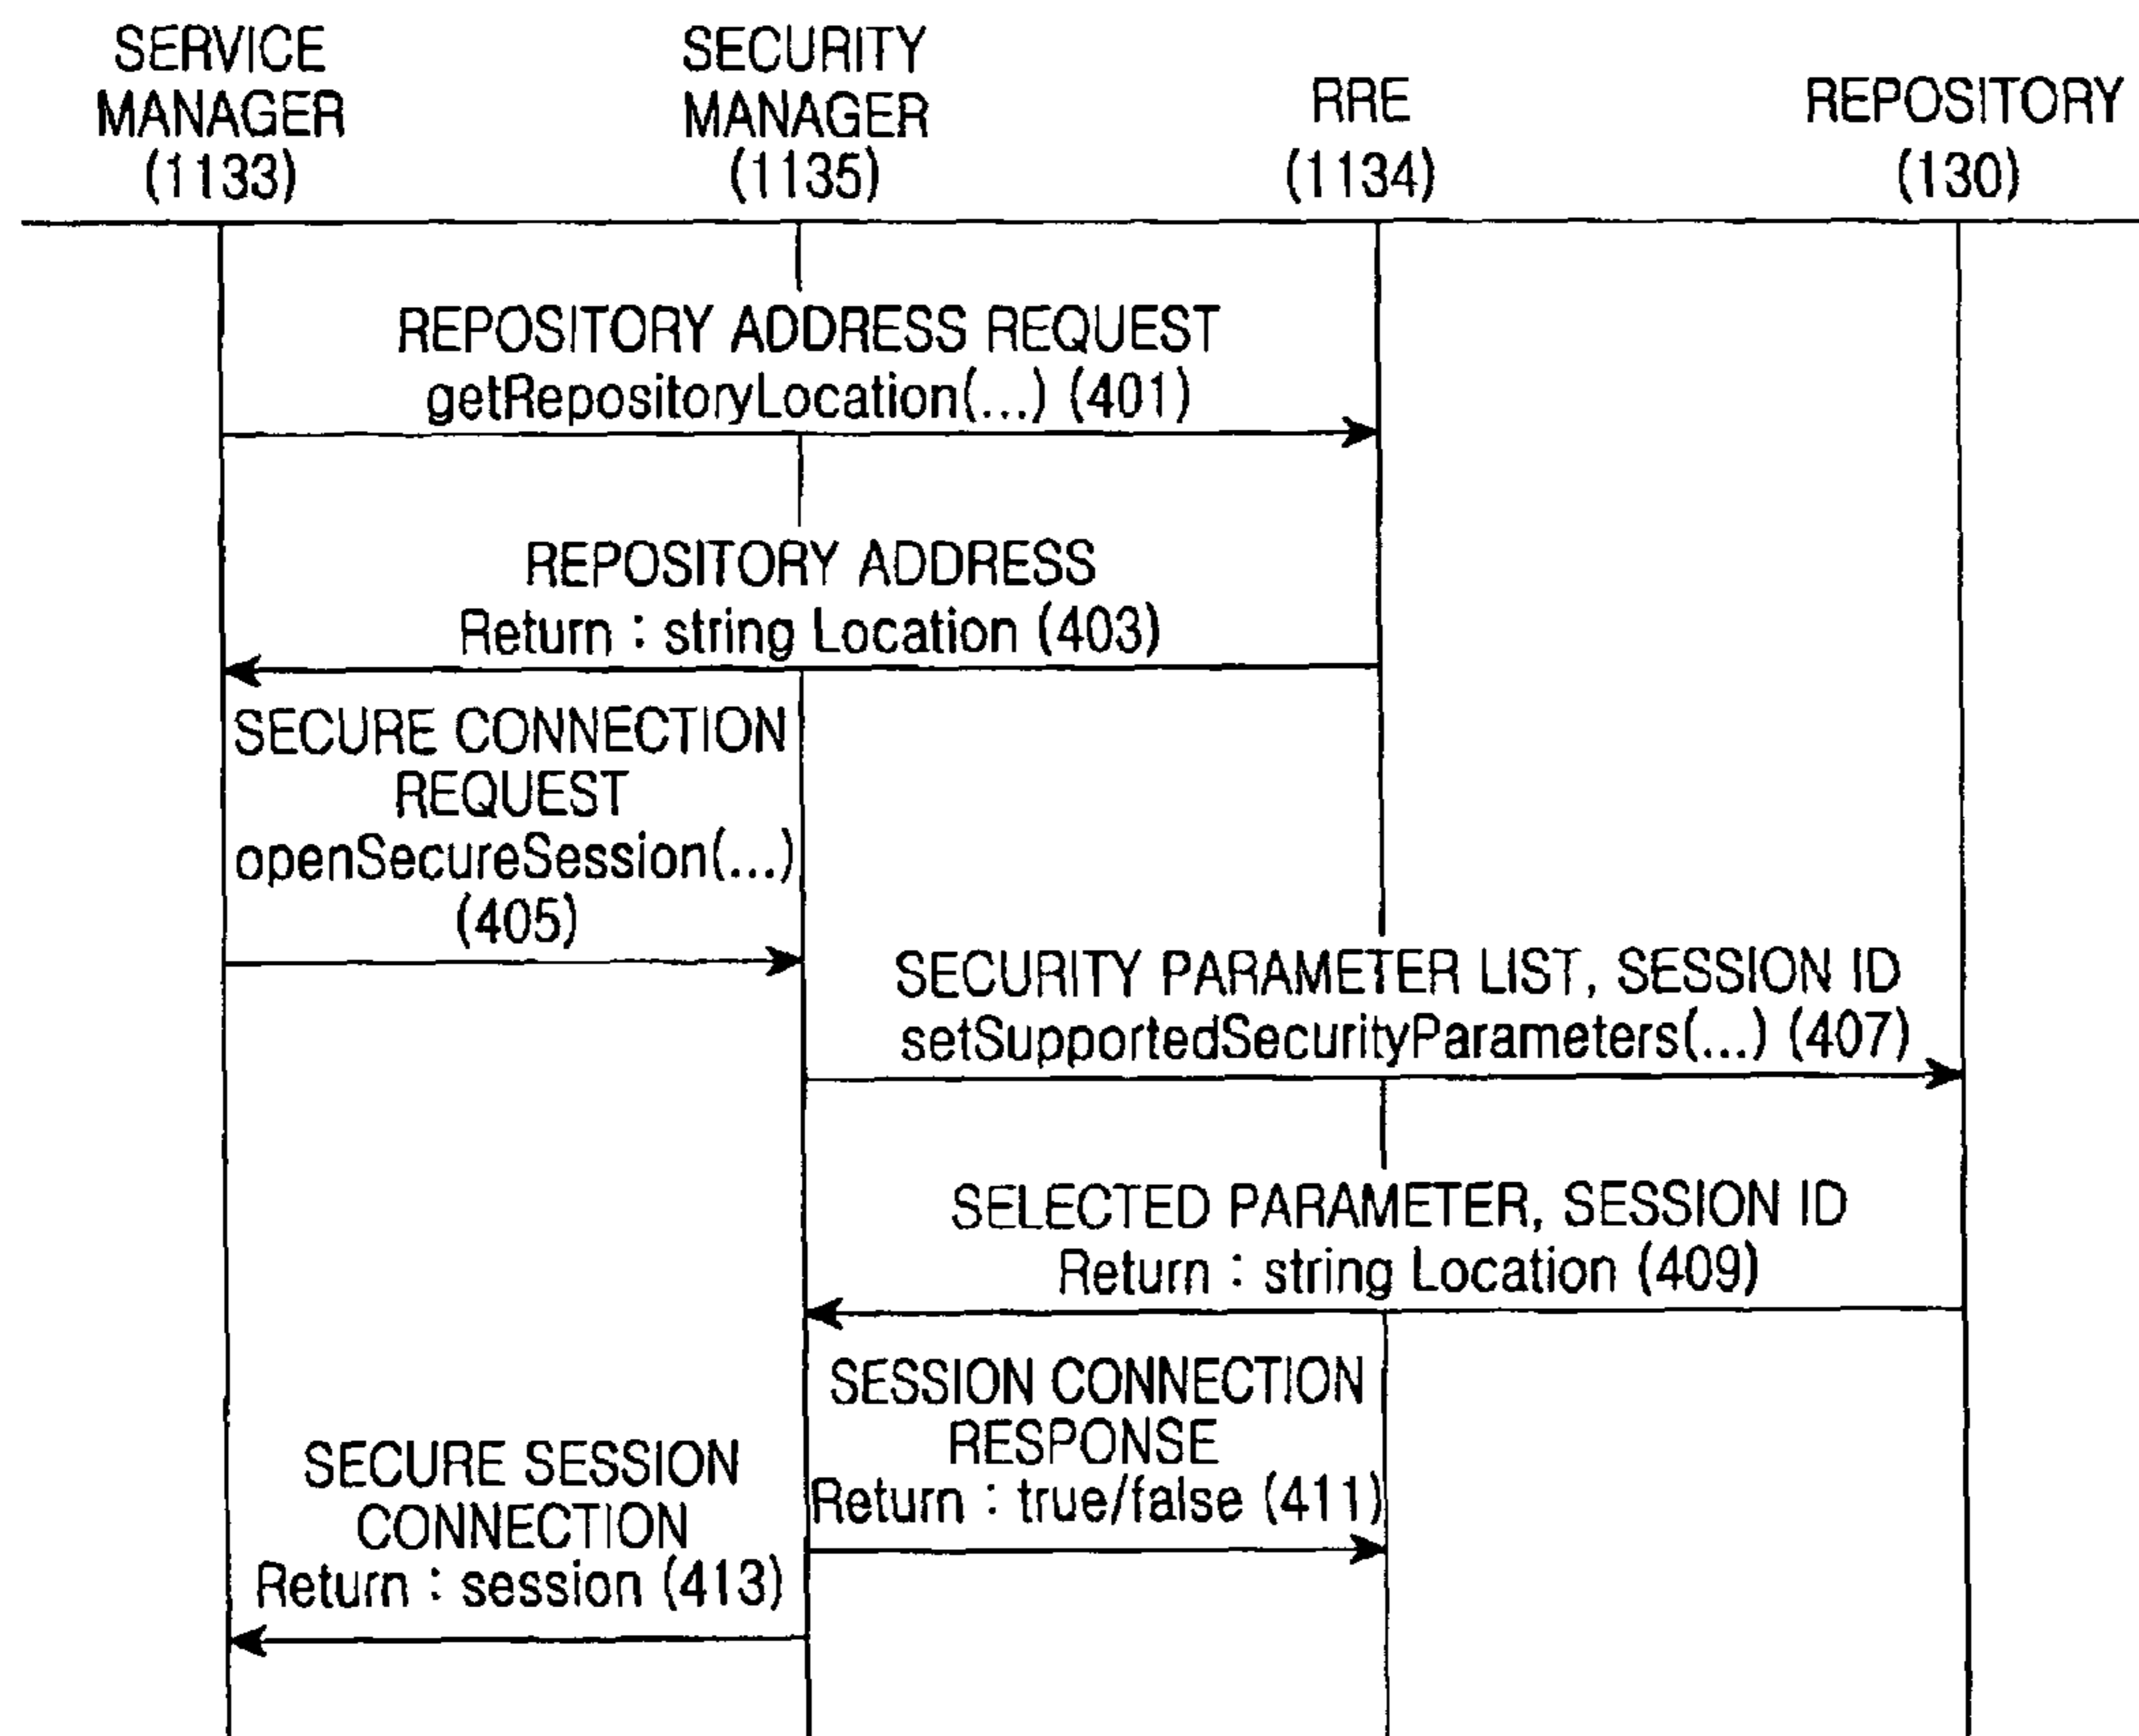 SERVICE
MANAGER
(1133)
SECURITY
MANAGER
(1135)
RRE
(1134)
REPOSITORY
(130)
REPOSITORY ADDRESS REQUEST
getRepositoryLocation(...) (401)
REPOSITORY ADDRESS
Return : string Location (403)
SECURE CONNECTION
REQUEST
openSecureSession(...)
(405)
SECURITY PARAMETER LIST, SESSION ID
setSupportedSecurityParameters(...) (407)
SELECTED PARAMETER, SESSION ID
Return : string Location (409)
SESSION CONNECTION
RESPONSE
Return : true/false (411)
SECURE SESSION
CONNECTION
Return : session (413)